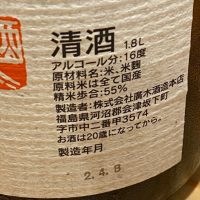 清酒 1.8L
アルコール分:16度
原材料名:米、米麹
原料米は全て国産
精米歩合:55%
製造者:株式会社廣木酒造本店
福島県河沼郡会津坂下町
字市中二番甲3574
お酒は20歳になってから。
製造年月
2.4.8